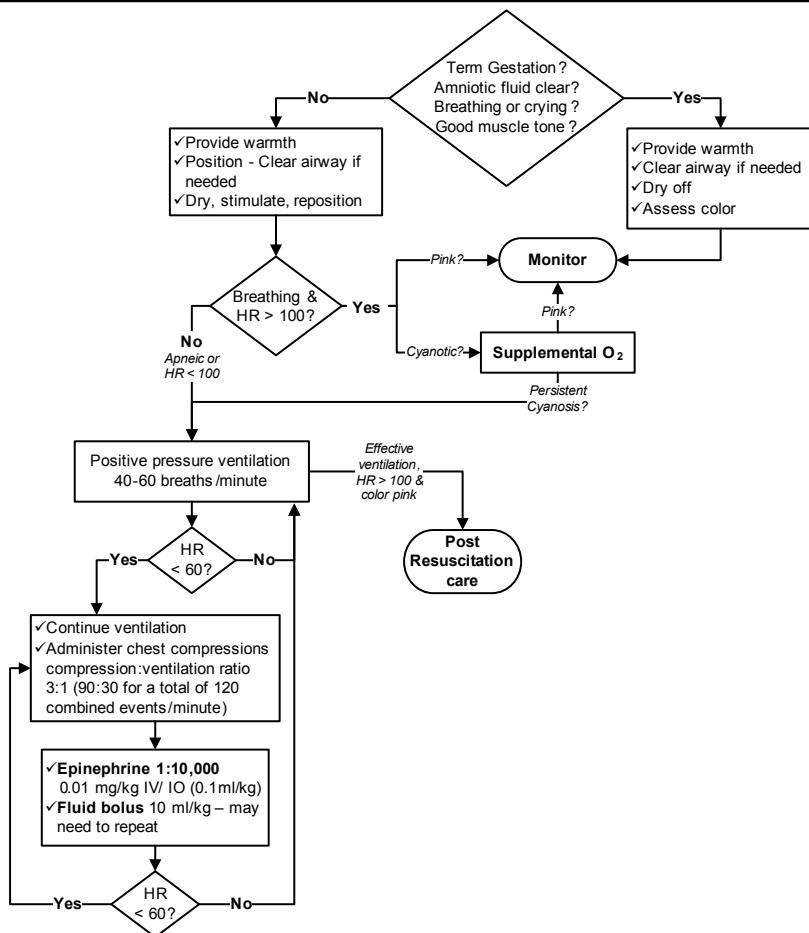 Term Gestation?
Amniotic fluid clear?
Breathing or crying?
Good muscle tone?
No
Yes
✓Provide warmth
✓Position - Clear airway if
needed
✓Dry, stimulate, reposition
✓Provide warmth
✓Clear airway if needed
✓Dry off
✓Assess color
Breathing &
HR > 100?
Yes
Pink?
Monitor
Pink?
Cyanotic?
Supplemental O₂
No
Apneic or
HR < 100
Persistent
Cyanosis?
Positive pressure ventilation
40-60 breaths/minute
Effective
ventilation,
HR > 100 &
color pink
Post
Resuscitation
care
Yes
HR
< 60?
No
✓Continue ventilation
✓Administer chest compressions
compression:ventilation ratio
3:1 (90:30 for a total of 120
combined events/minute)
✓Epinephrine 1:10,000
0.01 mg/kg IV/ IO (0.1ml/kg)
✓Fluid bolus 10 ml/kg – may
need to repeat
Yes
HR
< 60?
No